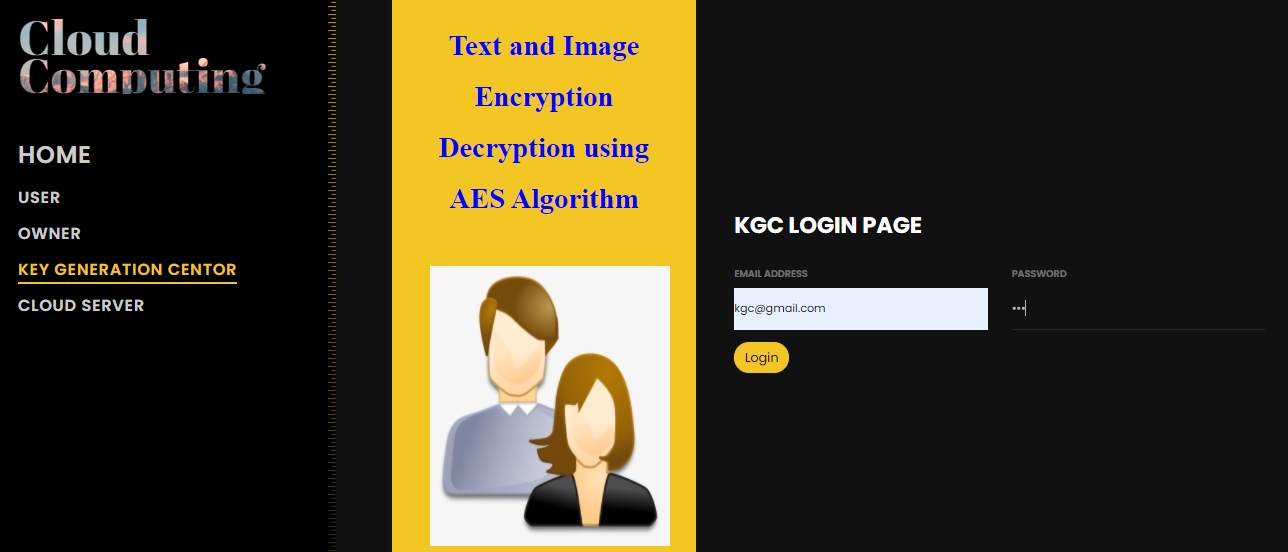 Cloud
Computing
HOME
USER
OWNER
KEY GENERATION CENTOR
CLOUD SERVER
Text and Image
Encryption
Decryption using
AES Algorithm
KGC LOGIN PAGE
EMAIL ADDRESS
PASSWORD
kgc@gmail.com
•••
Login